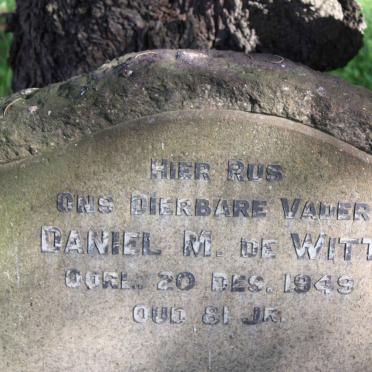 HIER RUS
ONS DIERBARE VADER
DANIEL M. DE WITT
OORL. 20 DES. 1949
OUD 81 JR.